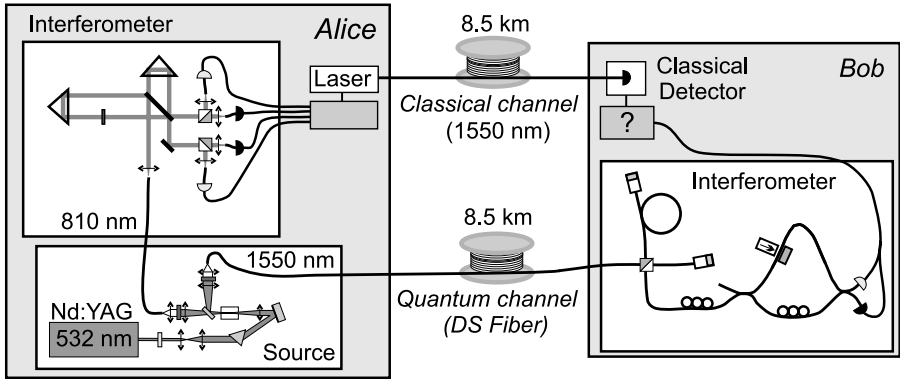 Interferometer
Alice
Laser
810 nm
1550 nm
Nd:YAG
532 nm
Source
8.5 km
Classical channel
(1550 nm)
8.5 km
Quantum channel
(DS Fiber)
Classical
Detector
Bob
?
Interferometer